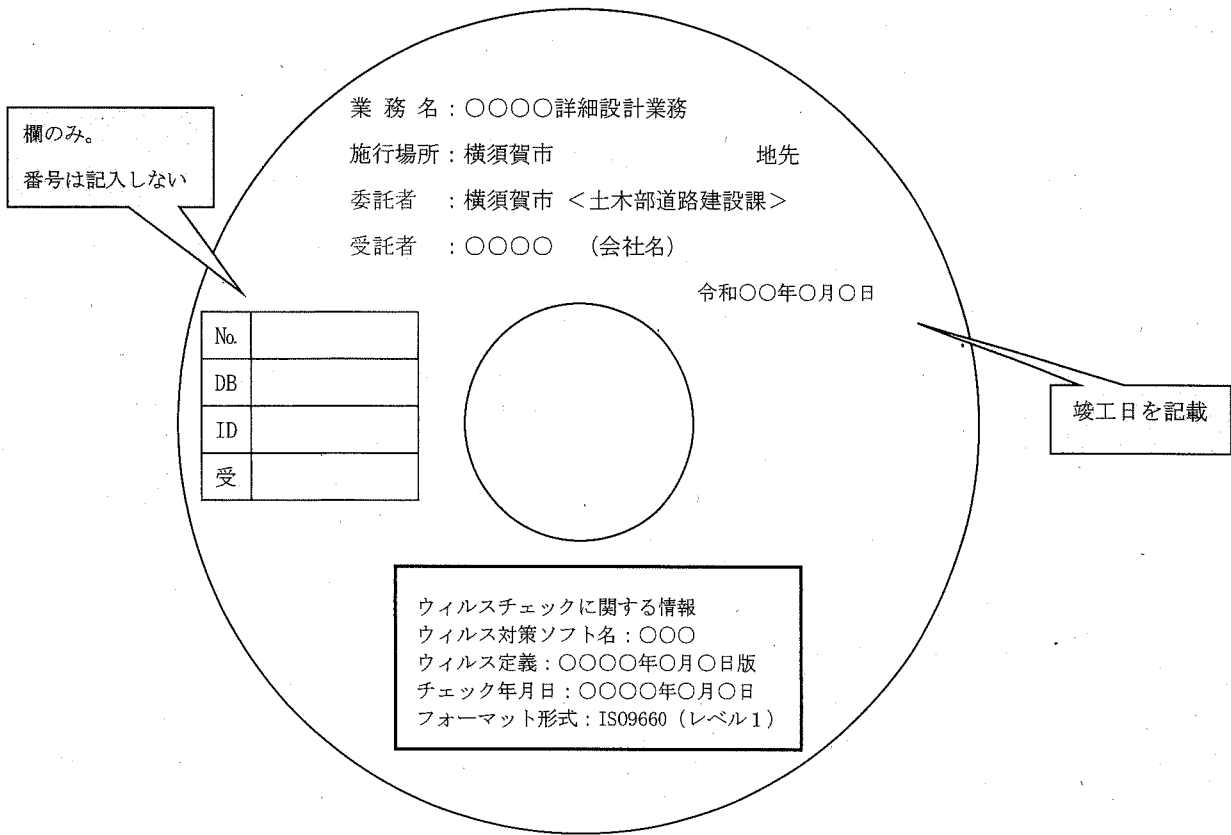 業 務 名：〇〇〇〇詳細設計業務
施行場所：横須賀市 地先
委託者 ：横須賀市 ＜土木部道路建設課＞
受託者 ：〇〇〇〇 （会社名）
令和〇〇年〇月〇日
欄のみ。
番号は記入しない
No.
DB
ID
受
竣工日を記載
ウィルスチェックに関する情報
ウィルス対策ソフト名：〇〇〇
ウィルス定義：〇〇〇〇年〇月〇日版
チェック年月日：〇〇〇〇年〇月〇日
フォーマット形式：ISO9660（レベル１）